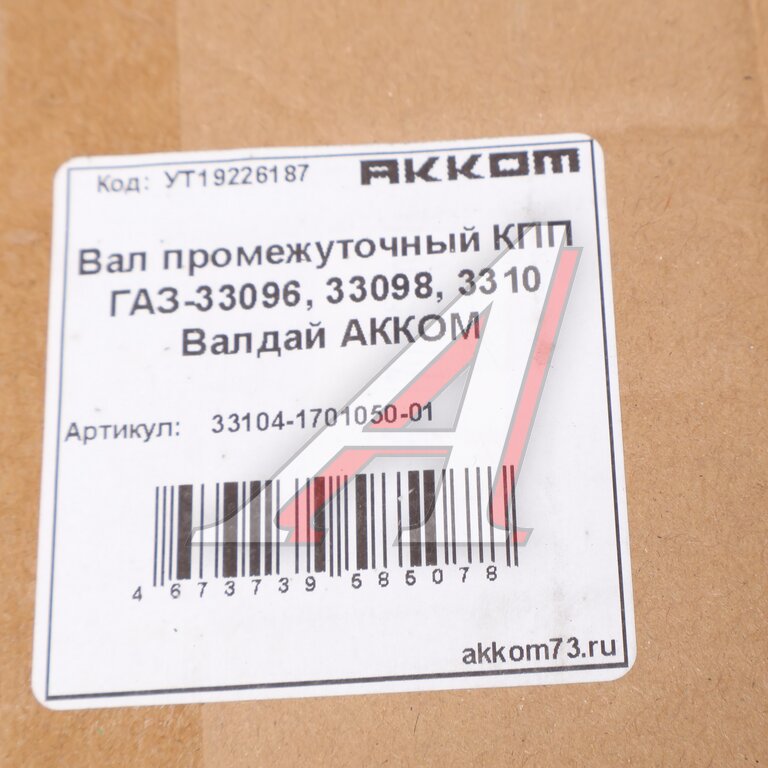 Код: УТ19226187
AKKOM
Вал промежуточный КПП
ГАЗ-33096, 33098, 3310
Валдай АККОМ
Артикул: 33104-1701050-01
4 673739 585078
akkom73.ru